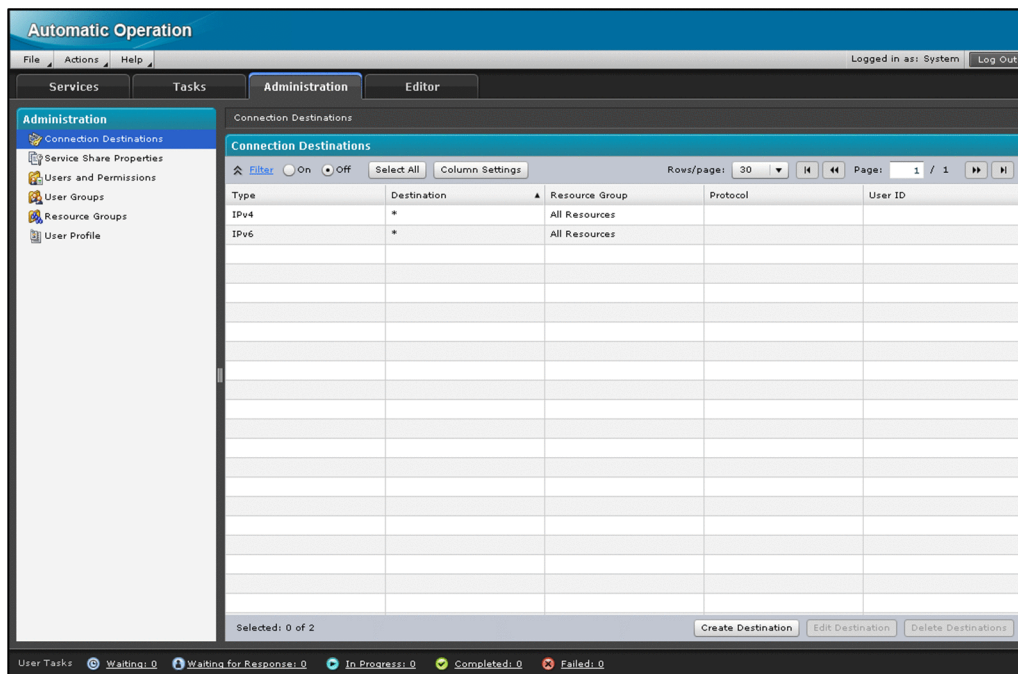 Automatic Operation
File Actions Help Logged in as: System Log Out
Services Tasks Administration Editor
Administration
Connection Destinations
Service Share Properties
Users and Permissions
User Groups
Resource Groups
User Profile
Connection Destinations
Connection Destinations
Filter On Off Select All Column Settings Rows/page: 30 Page: 1 / 1
Type Destination Resource Group Protocol User ID
IPv4 * All Resources
IPv6 * All Resources
Selected: 0 of 2 Create Destination Edit Destination Delete Destinations
User Tasks Waiting: 0 Waiting for Response: 0 In Progress: 0 Completed: 0 Failed: 0